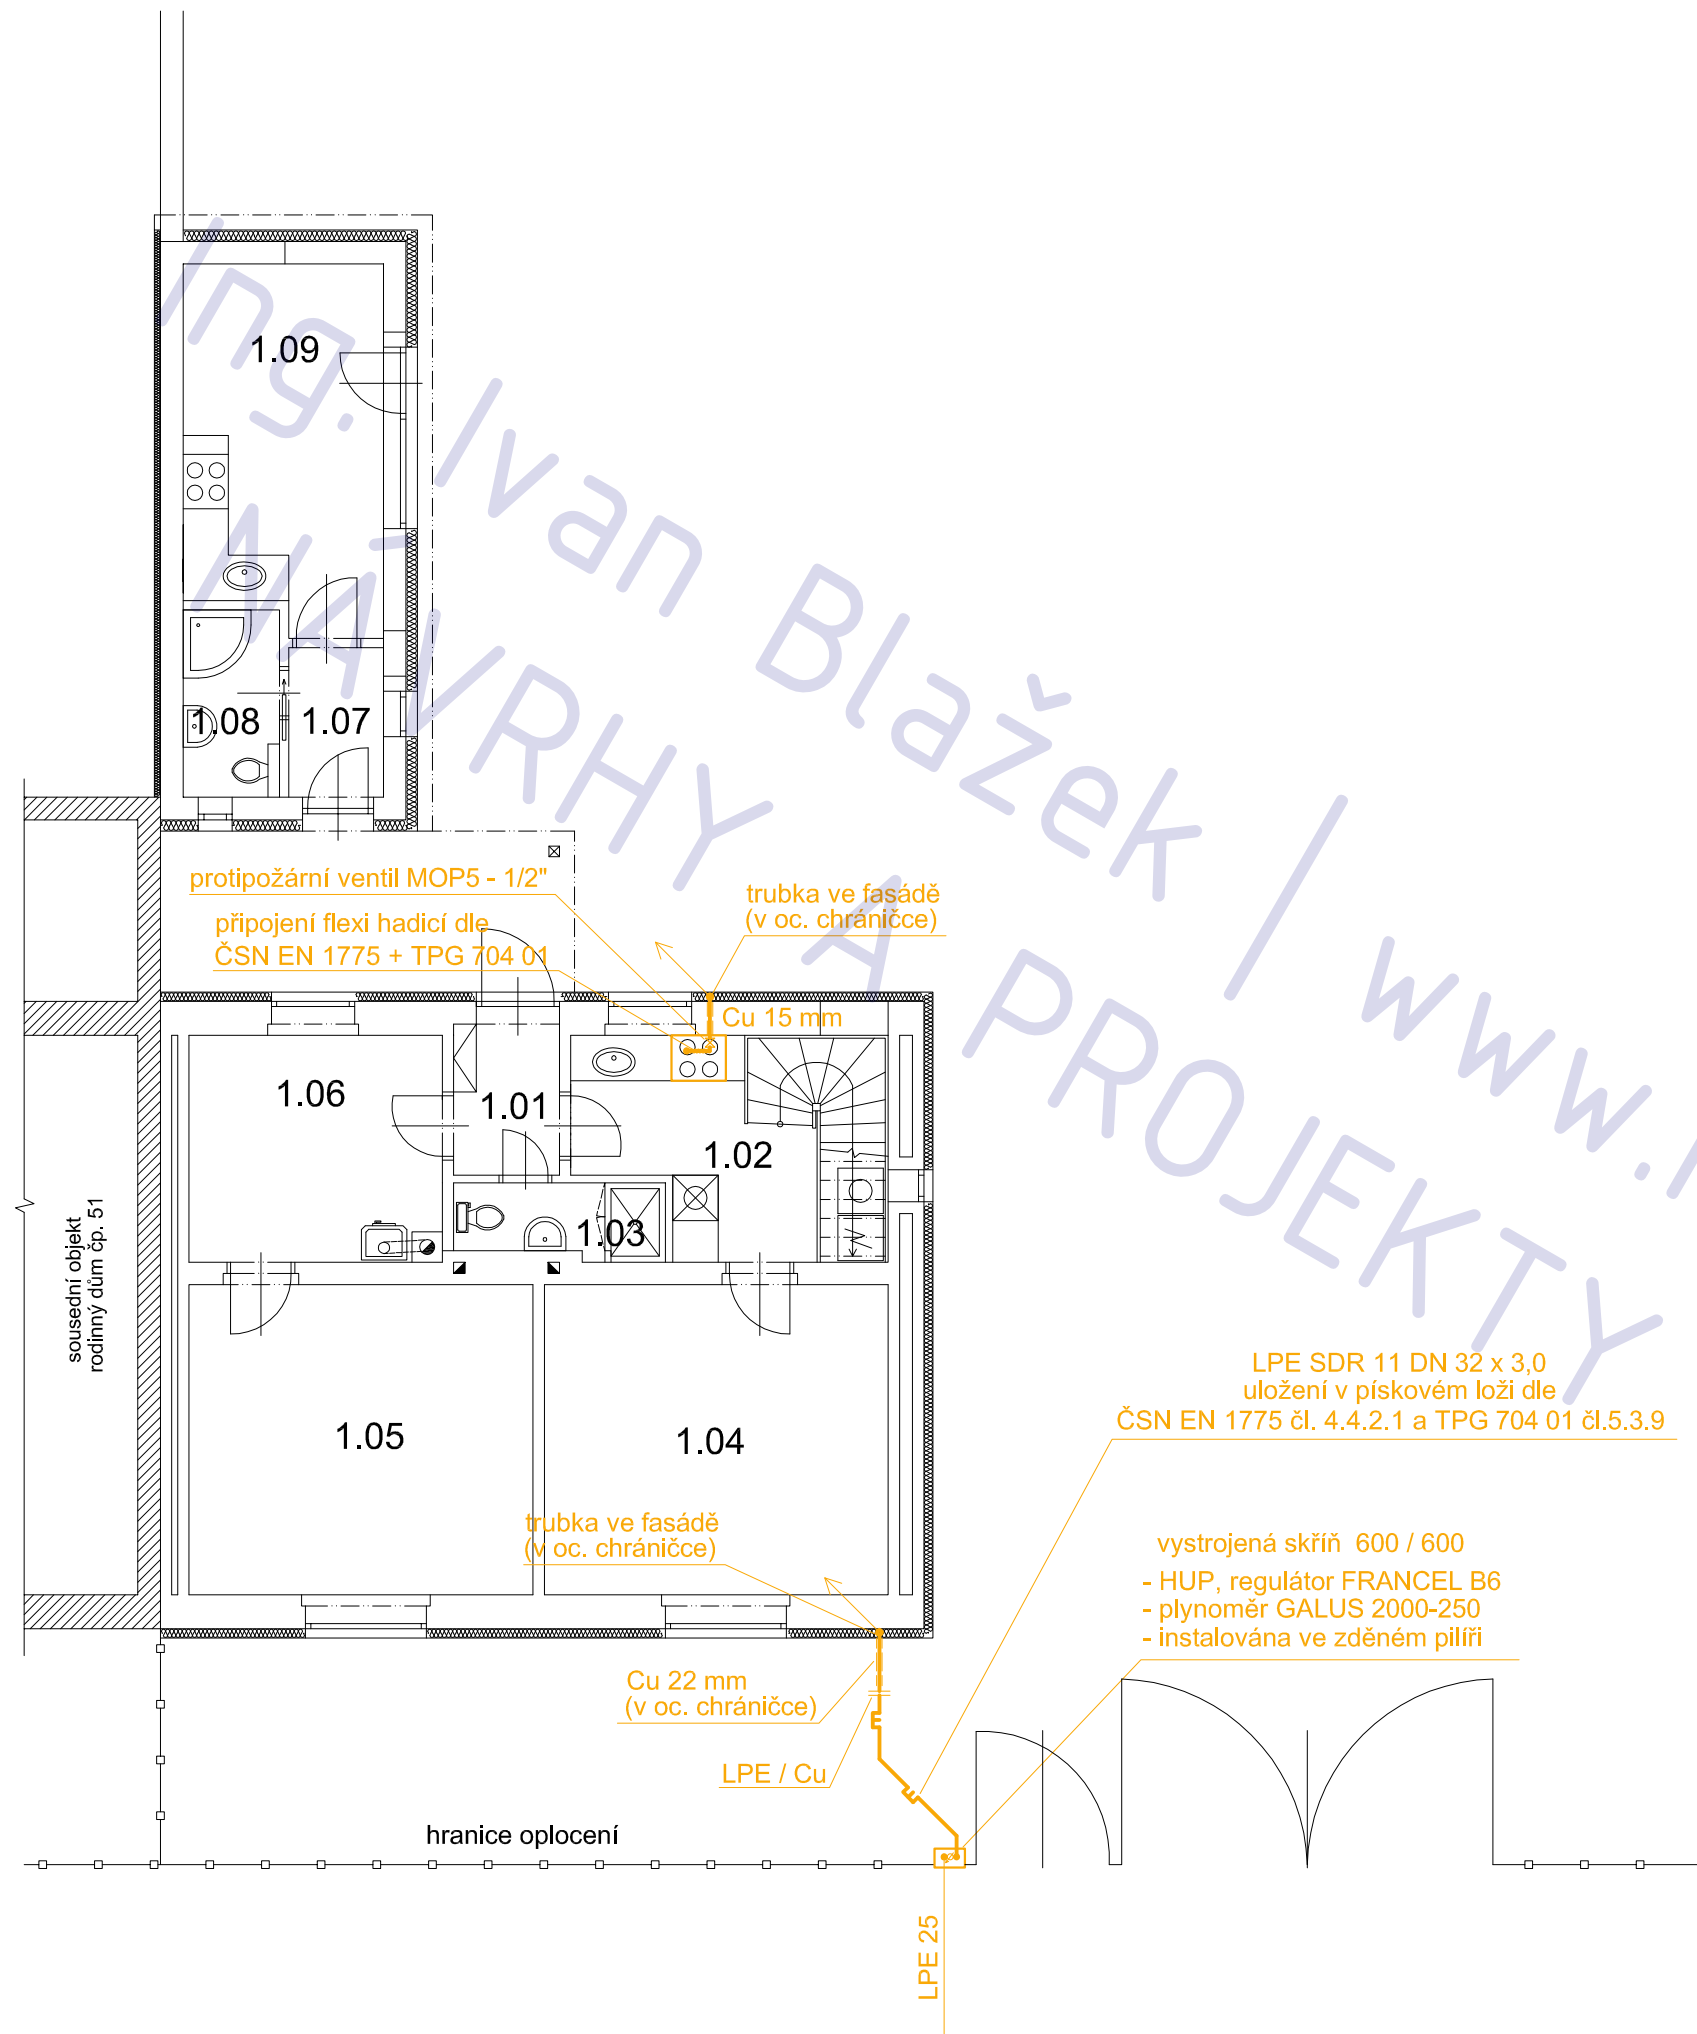 1.09
1.08
1.07
protipožární ventil MOP5 - 1/2"
připojení flexi hadicí dle
ČSN EN 1775 + TPG 704 01
trubka ve fasádě
(v oc. chráničce)
Cu 15 mm
1.06
1.01
1.02
1.03
sousední objekt
rodinný dům čp. 51
1.05
1.04
LPE SDR 11 DN 32 x 3,0
uložení v pískovém loži dle
ČSN EN 1775 čl. 4.4.2.1 a TPG 704 01 čl.5.3.9
trubka ve fasádě
(v oc. chráničce)
vystrojená skříň 600 / 600
- HUP, regulátor FRANCEL B6
- plynoměr GALUS 2000-250
- instalována ve zděném pilíři
Cu 22 mm
(v oc. chráničce)
LPE / Cu
hranice oplocení
LPE 25
Ing. Ivan Blažek | www.
NÁVRHY A PROJEKTY